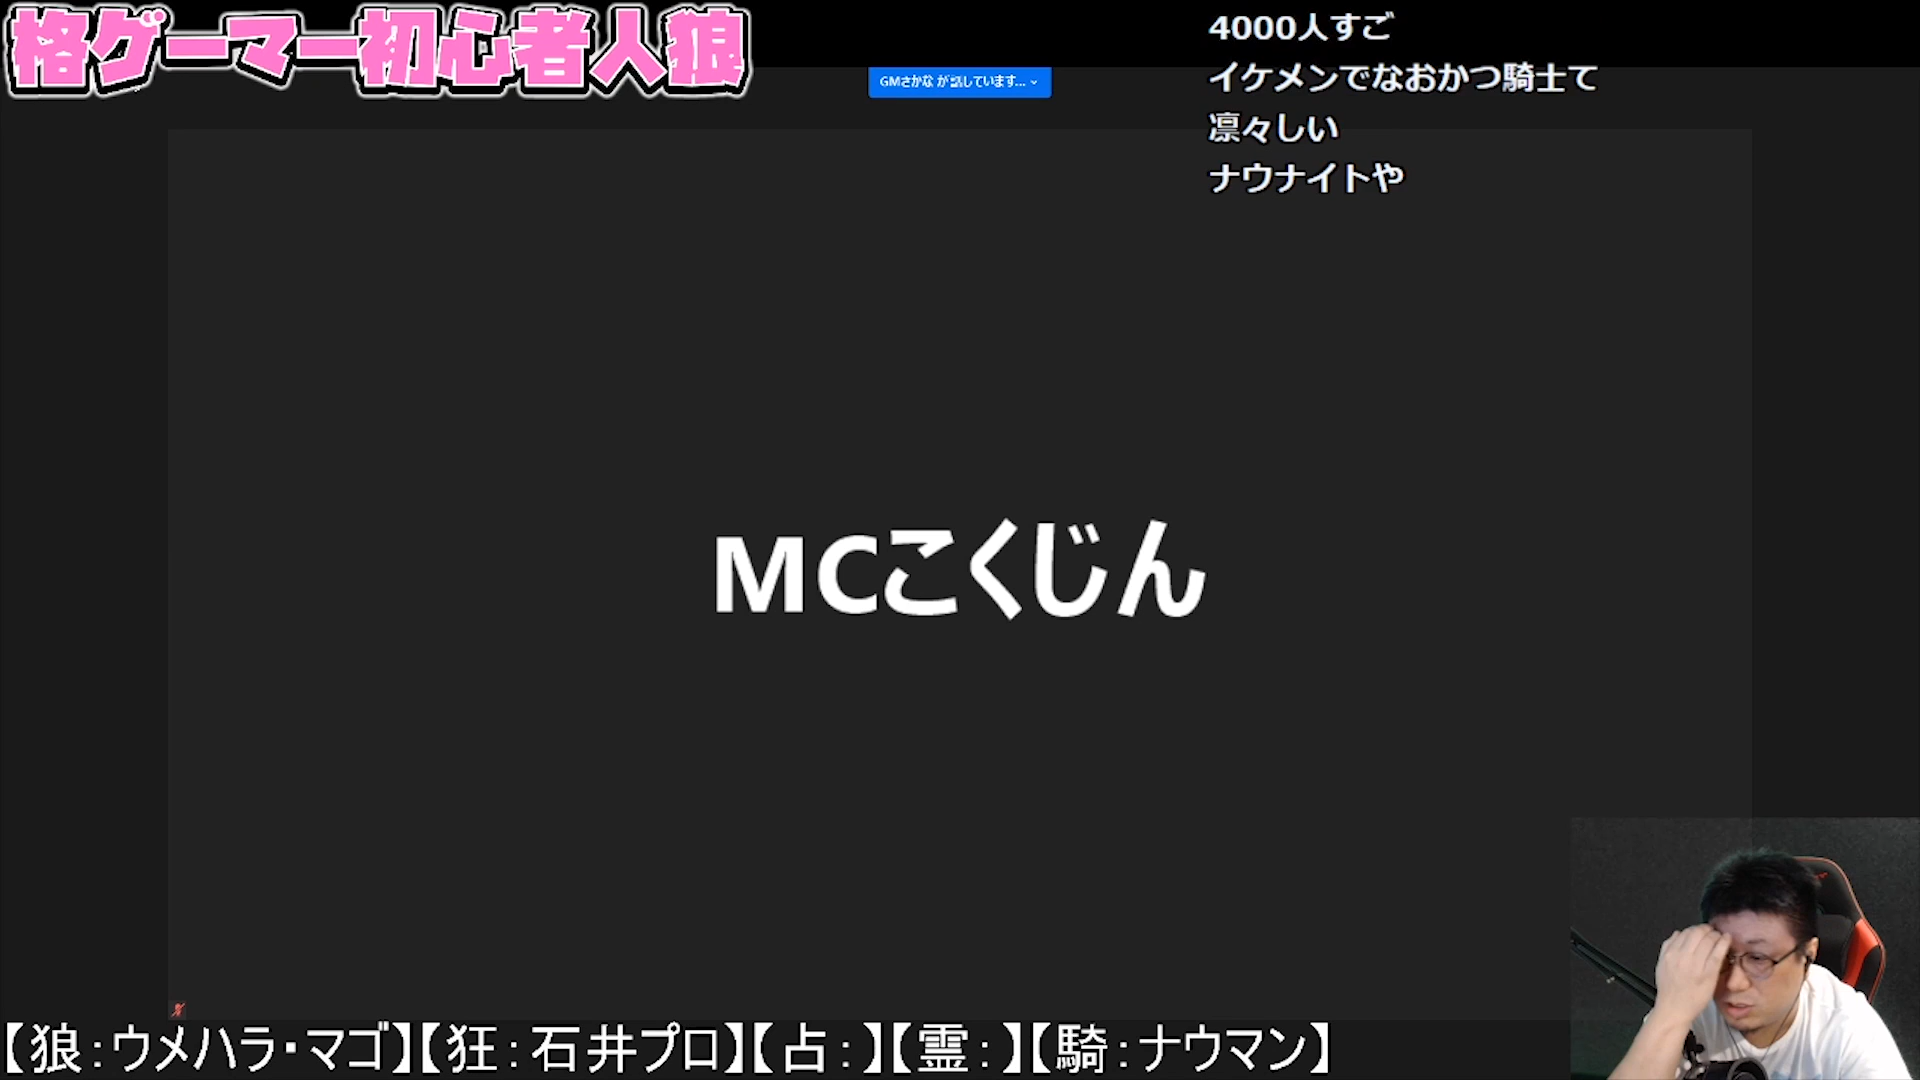 格ゲーマー初心者人狼
4000人すご
GMさかな が話しています...
イケメンでなおかつ騎士て
凛々しい
ナウナイトや
MCこくじん
【狼:ウメハラ・マゴ】【狂:石井プロ】【占:】【霊:】【騎:ナウマン】